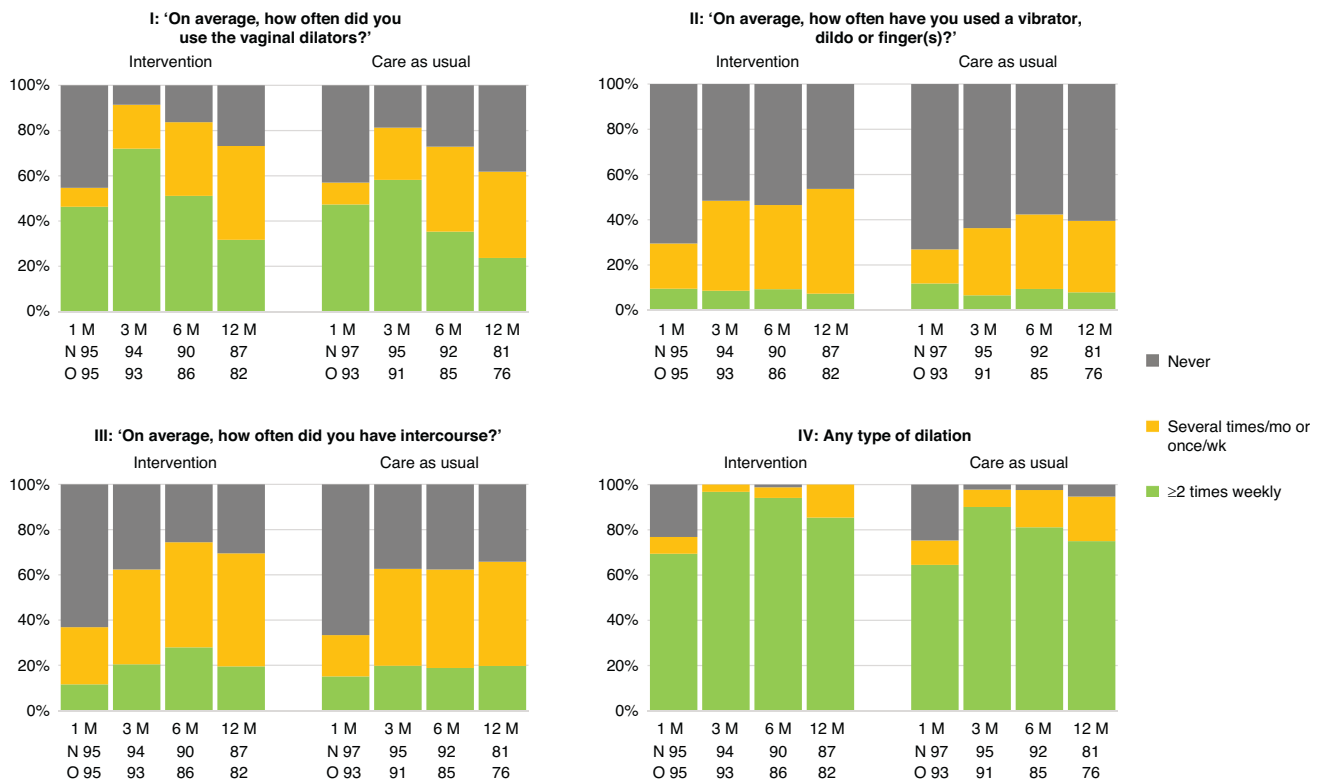 I: ‘On average, how often did you
use the vaginal dilators?’
Intervention
Care as usual
100%
80%
60%
40%
20%
0%
1 M 3 M 6 M 12 M 1 M 3 M 6 M 12 M
N 95 94 90 87 N 97 95 92 81
O 95 93 86 82 O 93 91 85 76
II: ‘On average, how often have you used a vibrator,
dildo or finger(s)?’
Intervention
Care as usual
100%
80%
60%
40%
20%
0%
1 M 3 M 6 M 12 M 1 M 3 M 6 M 12 M
N 95 94 90 87 N 97 95 92 81
O 95 93 86 82 O 93 91 85 76
III: ‘On average, how often did you have intercourse?’
Intervention
Care as usual
100%
80%
60%
40%
20%
0%
1 M 3 M 6 M 12 M 1 M 3 M 6 M 12 M
N 95 94 90 87 N 97 95 92 81
O 95 93 86 82 O 93 91 85 76
IV: Any type of dilation
Intervention
Care as usual
100%
80%
60%
40%
20%
0%
1 M 3 M 6 M 12 M 1 M 3 M 6 M 12 M
N 95 94 90 87 N 97 95 92 81
O 95 93 86 82 O 93 91 85 76
Never
Several times/mo or
once/wk
≥2 times weekly